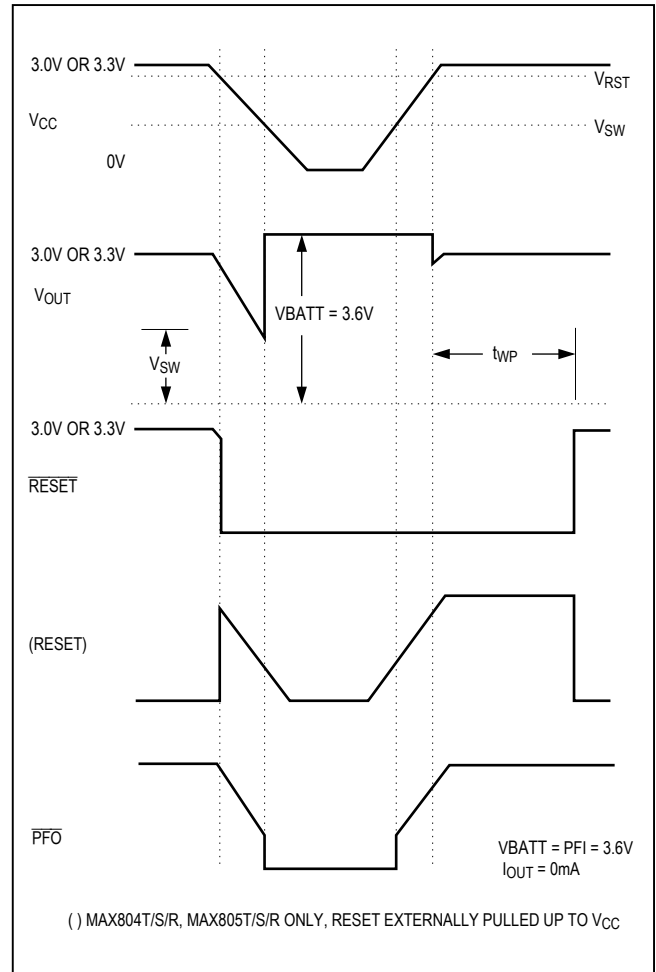 3.0V OR 3.3V
VRST
VCC
VSW
0V
3.0V OR 3.3V
VOUT
VBATT = 3.6V
VSW
tWP
3.0V OR 3.3V
RESET
(RESET)
PFO
VBATT = PFI = 3.6V
IOUT = 0mA
( ) MAX804T/S/R, MAX805T/S/R ONLY, RESET EXTERNALLY PULLED UP TO VCC